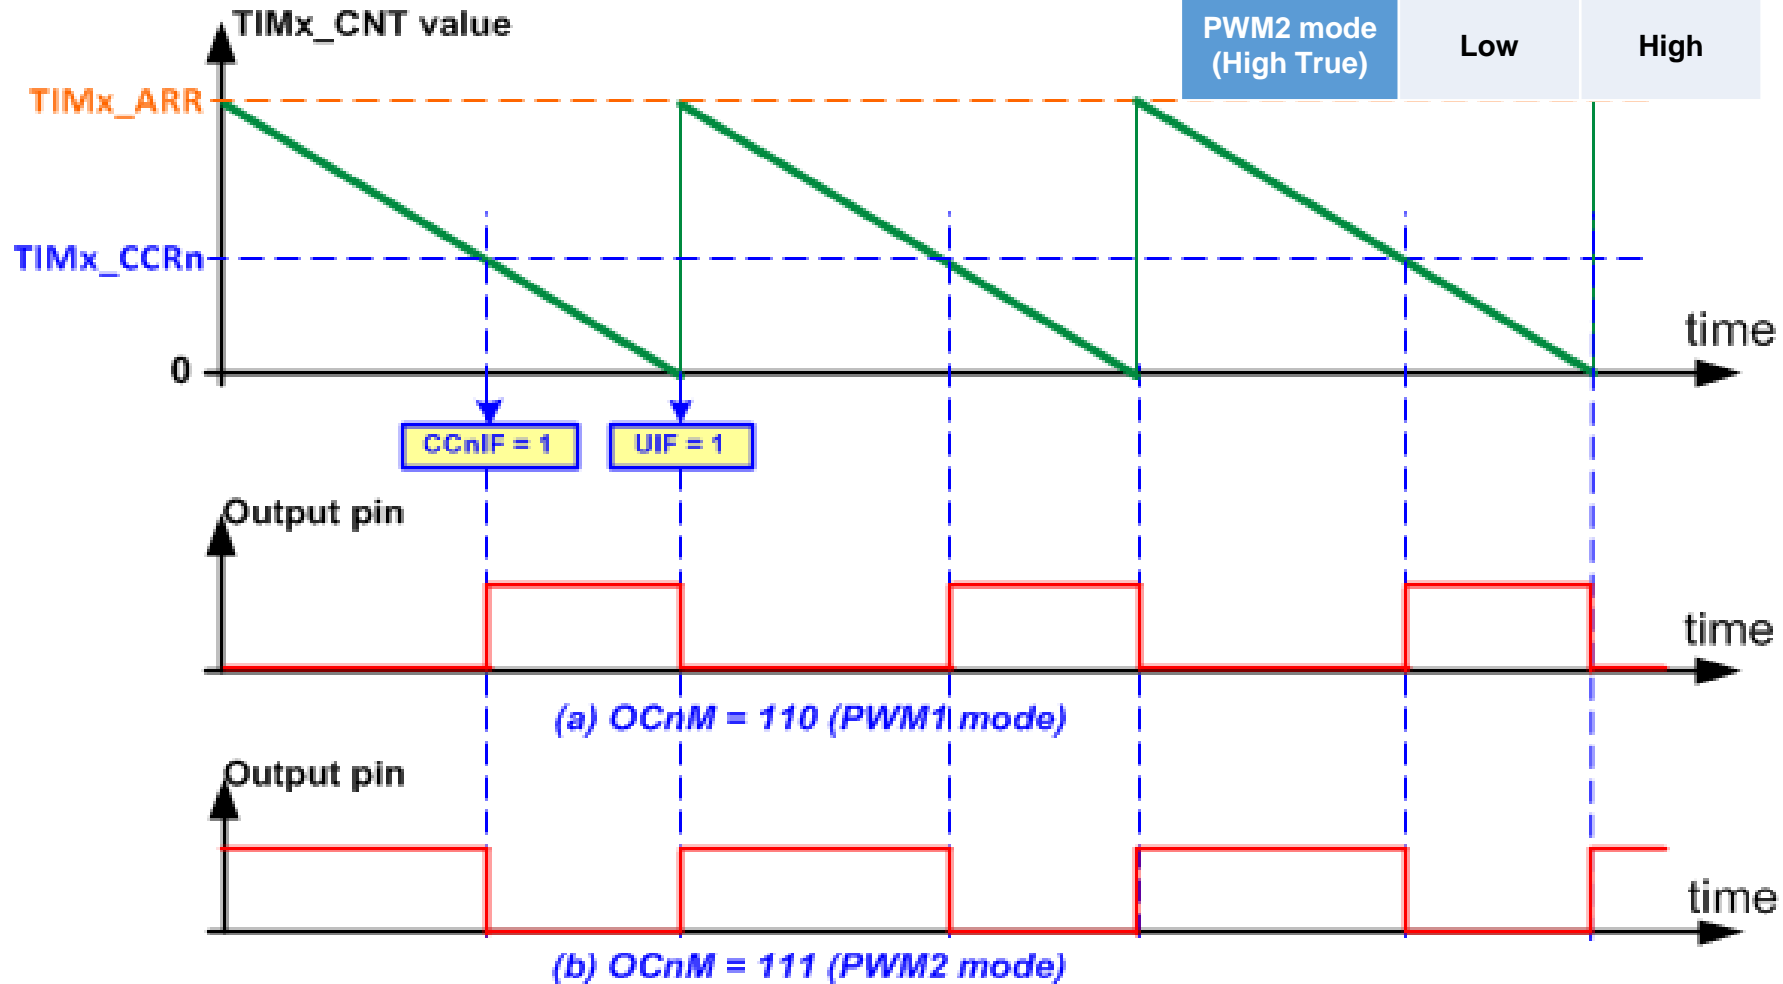 TIMx_CNT value
PWM2 mode
(High True)
Low
High
TIMx_ARR
TIMx_CCRn
time
0
CCnIF = 1
UIF = 1
Output pin
time
(a) OCnM = 110 (PWM1 mode)
Output pin
time
(b) OCnM = 111 (PWM2 mode)